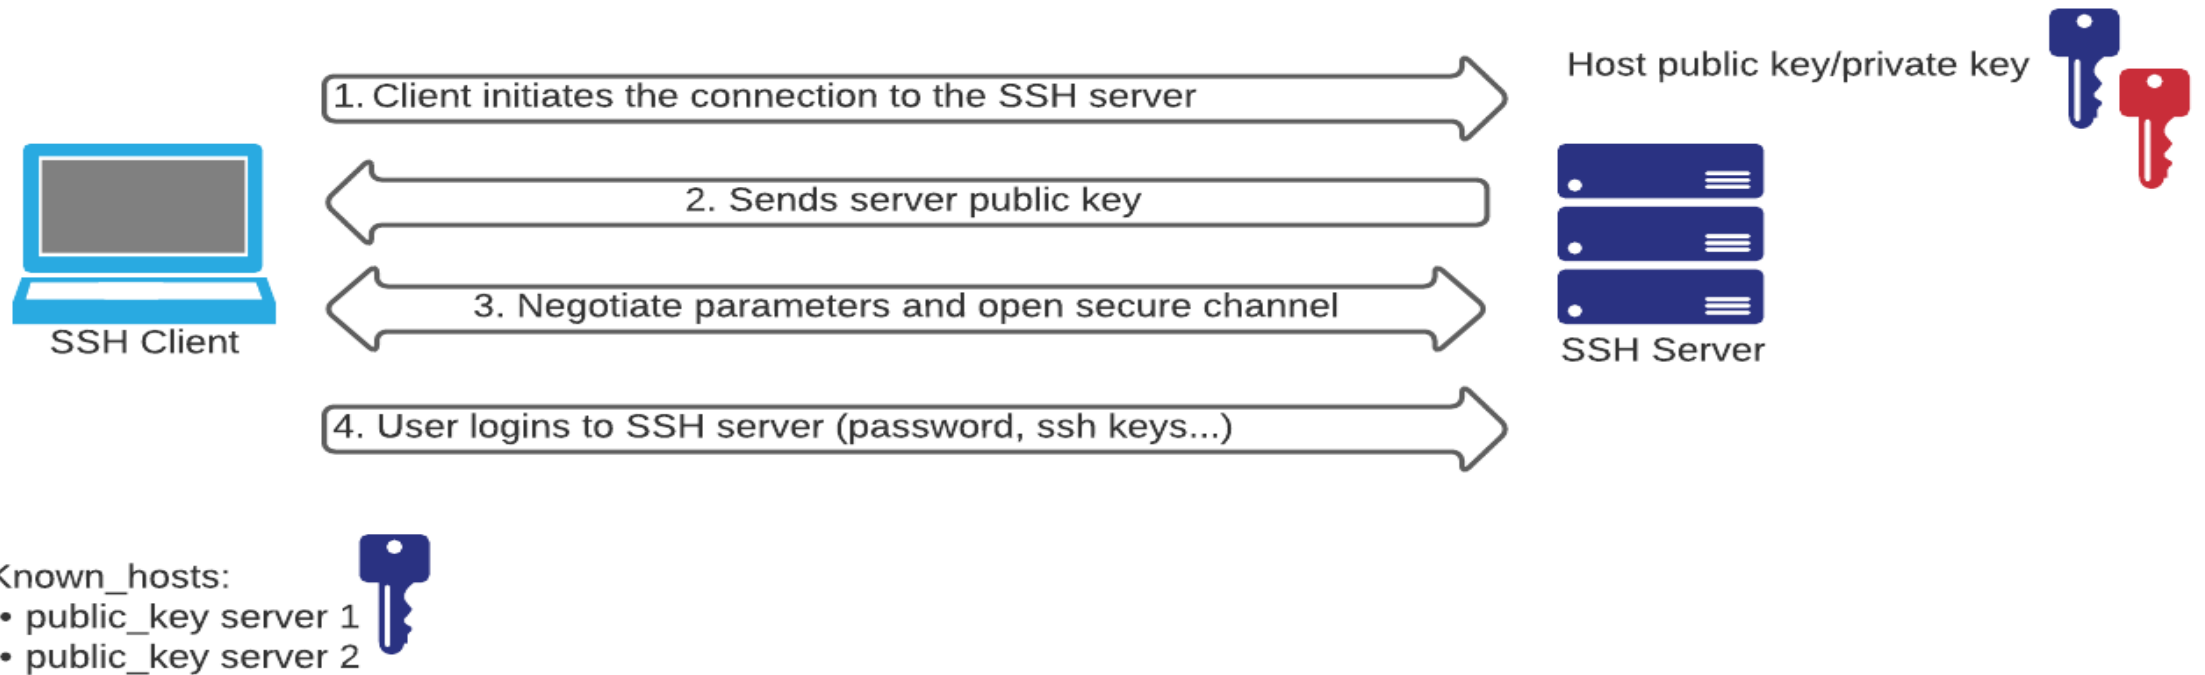 Host public key/private key
1. Client initiates the connection to the SSH server
2. Sends server public key
3. Negotiate parameters and open secure channel
SSH Client
SSH Server
4. User logins to SSH server (password, ssh keys...)
Known_hosts:
• public_key server 1
• public_key server 2